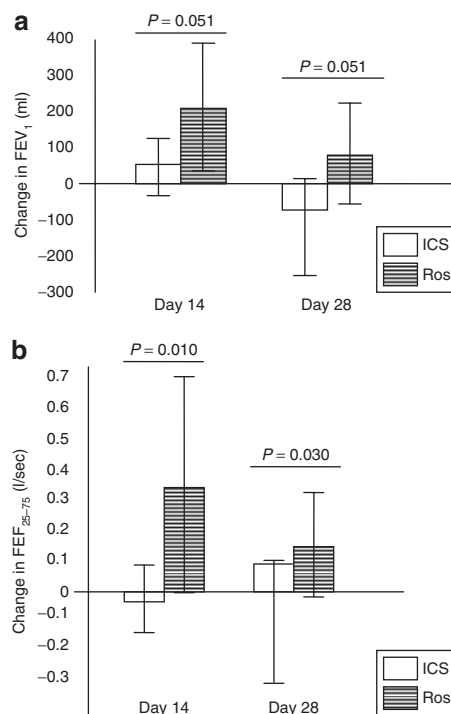 a
P = 0.051
P = 0.051
400
300
200
100
0
–100
–200
–300
Change in FEV₁ (ml)
Day 14
Day 28
ICS
Ros
b
P = 0.010
P = 0.030
0.7
0.6
0.5
0.4
0.3
0.2
0.1
0
–0.1
–0.2
–0.3
Change in FEF₂₅₋₇₅ (l/sec)
Day 14
Day 28
ICS
Ros